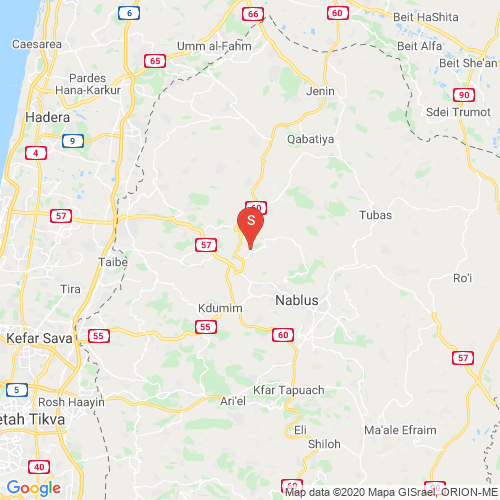 6
66
60
Beit HaShita
Caesarea
Umm al-Fahm
Beit Alfa
65
Beit She'an
Pardes
Hana-Karkur
Jenin
90
Hadera
Sdei Trumot
9
Qabatiya
4
60
57
S
Tubas
57
Taibe
Ro'i
Tira
Nablus
Kdumim
55
Kefar Sava
55
60
57
5
Kfar Tapuach
Rosh Haayin
Ari'el
etah Tikva
Eli
Ma'ale Efraim
Shiloh
40
60
90
Google
©2020 Mapa GISrael, ORION-ME